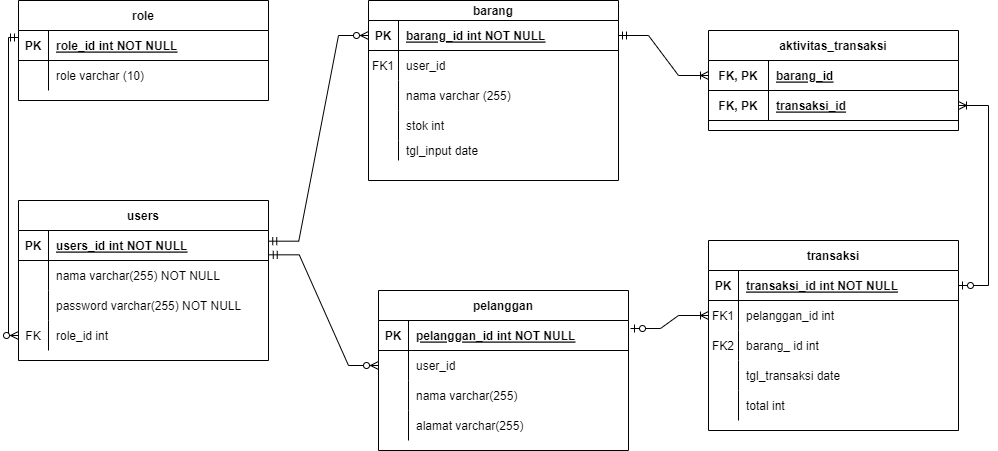 role
PK role_id int NOT NULL
role varchar (10)
users
PK users_id int NOT NULL
nama varchar(255) NOT NULL
password varchar(255) NOT NULL
FK role_id int
barang
PK barang_id int NOT NULL
FK1 user_id
nama varchar (255)
stok int
tgl_input date
pelanggan
PK pelanggan_id int NOT NULL
user_id
nama varchar(255)
alamat varchar(255)
aktivitas_transaksi
FK, PK barang_id
FK, PK transaksi_id
transaksi
PK transaksi_id int NOT NULL
FK1 pelanggan_id int
FK2 barang_ id int
tgl_transaksi date
total int